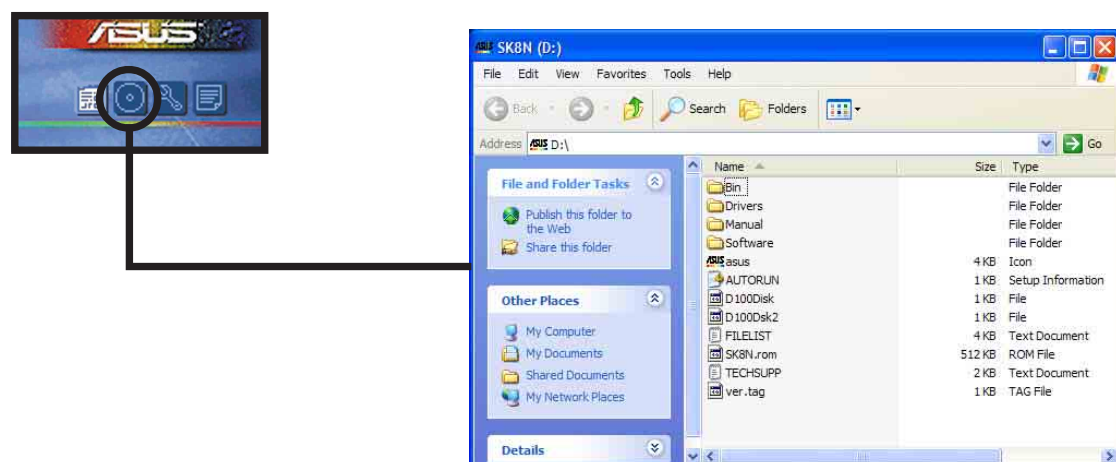 ASUS
SK8N (D:)
File Edit View Favorites Tools Help
Back Search Folders
Address D:\ Go
File and Folder Tasks
Publish this folder to
the Web
Share this folder
Other Places
My Computer
My Documents
Shared Documents
My Network Places
Details
Name Size Type
Bin File Folder
Drivers File Folder
Manual File Folder
Software File Folder
asus 4 KB Icon
AUTORUN 1 KB Setup Information
D100Disk 1 KB File
D100Dsk2 1 KB File
FILELIST 4 KB Text Document
SK8N.rom 512 KB ROM File
TECHSUPP 2 KB Text Document
ver.tag 1 KB TAG File